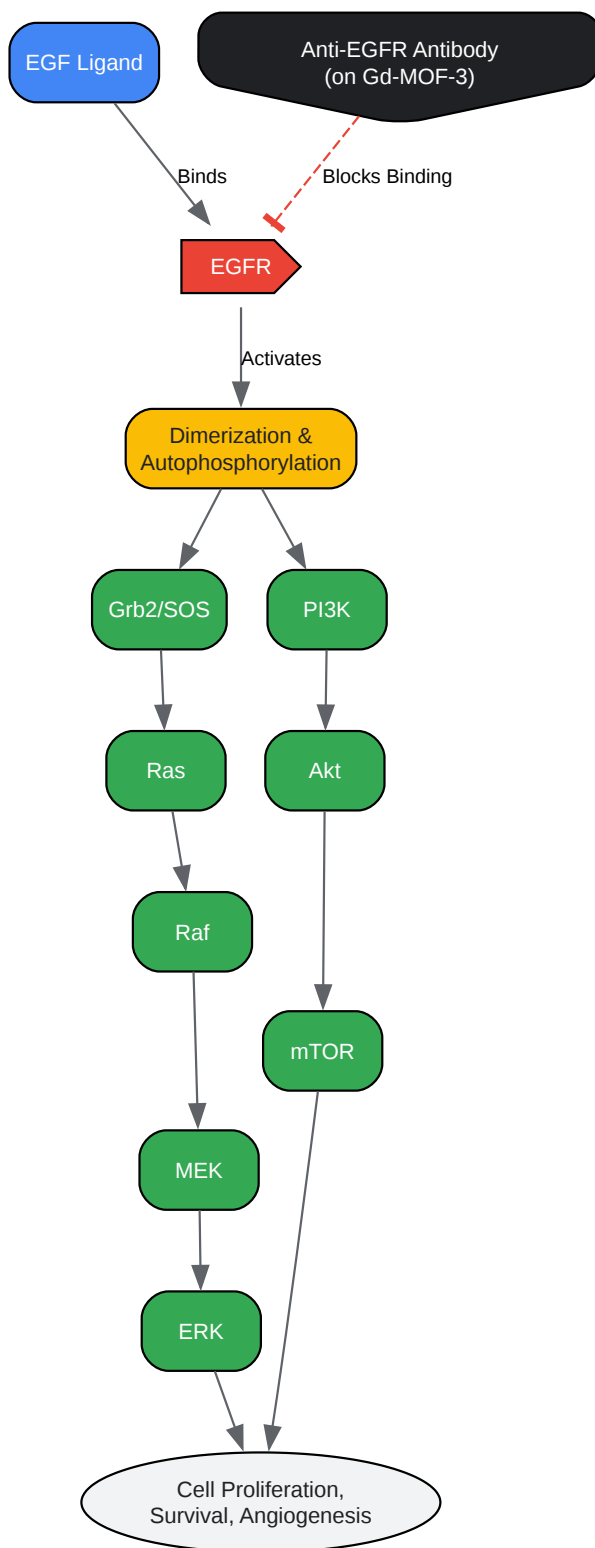 EGF Ligand
Anti-EGFR Antibody
(on Gd-MOF-3)
Binds
Blocks Binding
EGFR
Activates
Dimerization &
Autophosphorylation
Grb2/SOS
PI3K
Ras
Akt
Raf
mTOR
MEK
ERK
Cell Proliferation,
Survival, Angiogenesis